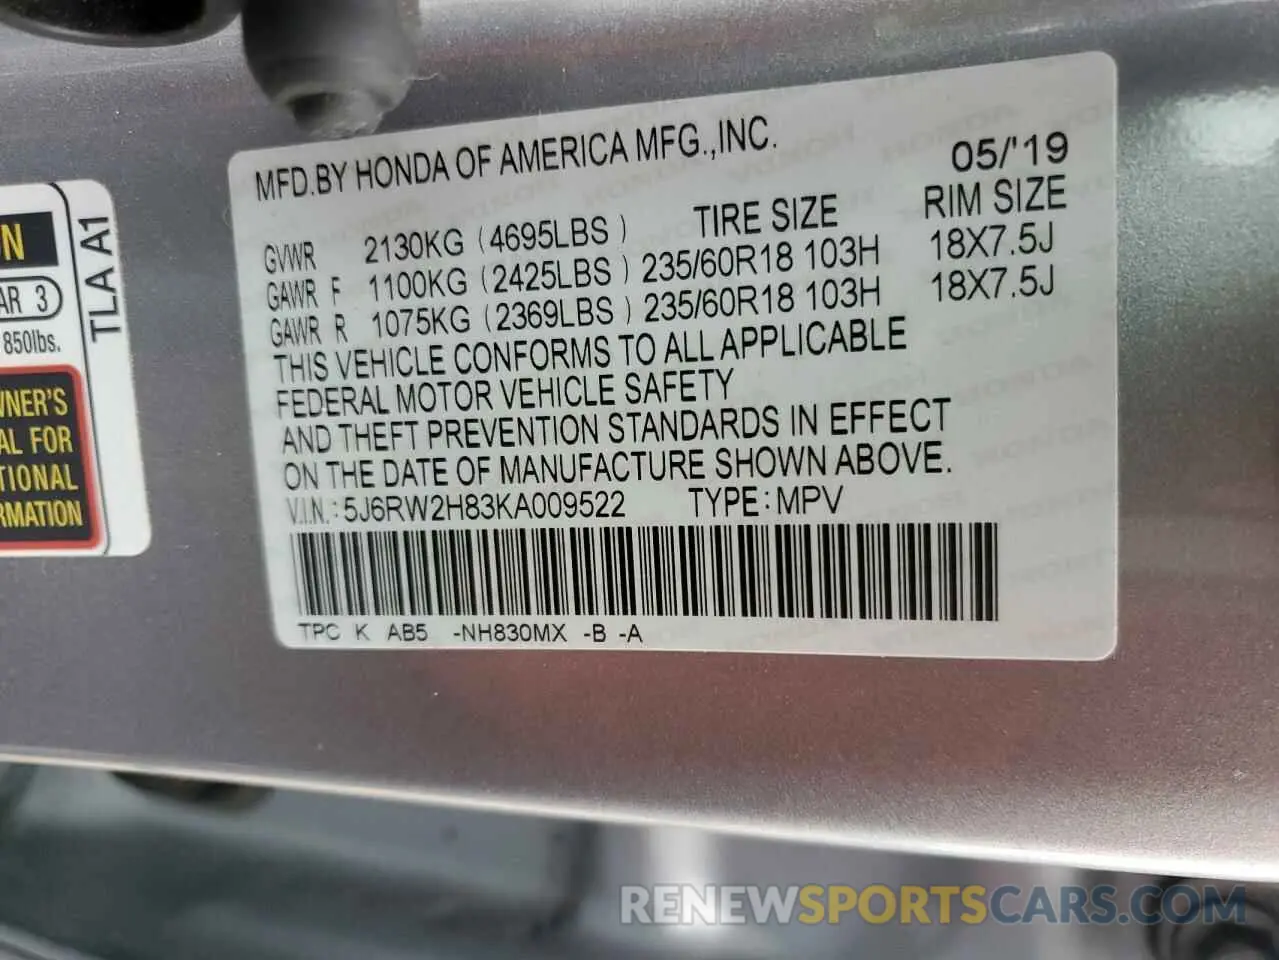 MFD.BY HONDA OF AMERICA MFG.,INC. 05/'19
TIRE SIZE RIM SIZE
GVWR 2130KG (4695LBS)
GAWR F 1100KG (2425LBS) 235/60R18 103H 18X7.5J
GAWR R 1075KG (2369LBS) 235/60R18 103H 18X7.5J
THIS VEHICLE CONFORMS TO ALL APPLICABLE
FEDERAL MOTOR VEHICLE SAFETY
AND THEFT PREVENTION STANDARDS IN EFFECT
ON THE DATE OF MANUFACTURE SHOWN ABOVE.
V.I.N.: 5J6RW2H83KA009522 TYPE: MPV
TPC K AB5 -NH830MX -B -A
TLA A1
ON
AR 3
850lbs.
WNER'S
AL FOR
TIONAL
RMATION
RENEWSPORTSCARS.COM